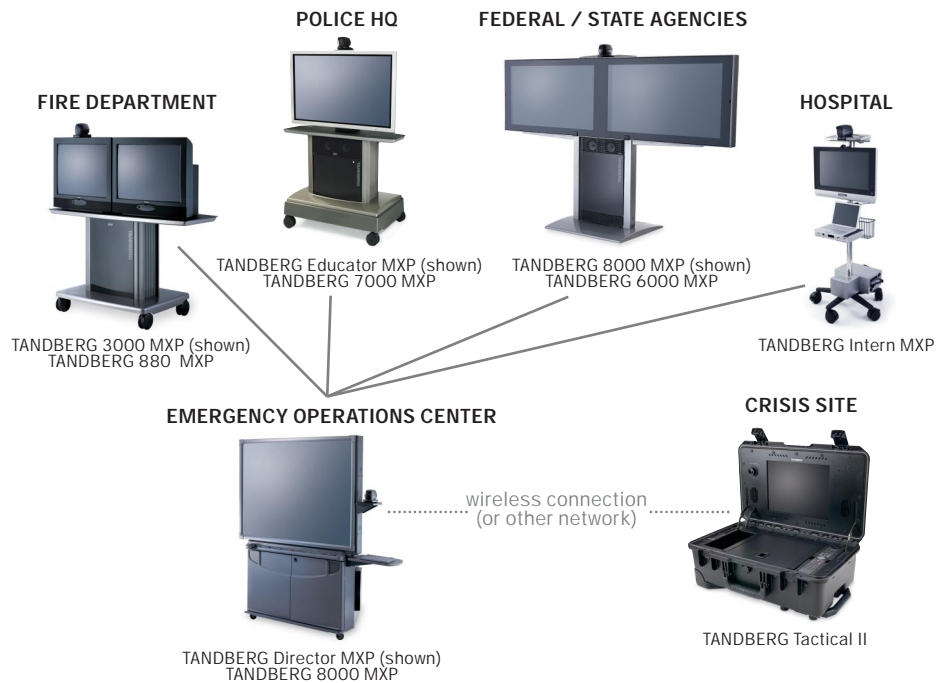 POLICE HQ
FEDERAL / STATE AGENCIES
FIRE DEPARTMENT
HOSPITAL
TANDBERG Educator MXP (shown)
TANDBERG 7000 MXP
TANDBERG 8000 MXP (shown)
TANDBERG 6000 MXP
TANDBERG 3000 MXP (shown)
TANDBERG 880 MXP
TANDBERG Intern MXP
EMERGENCY OPERATIONS CENTER
CRISIS SITE
wireless connection
(or other network)
TANDBERG Tactical II
TANDBERG Director MXP (shown)
TANDBERG 8000 MXP